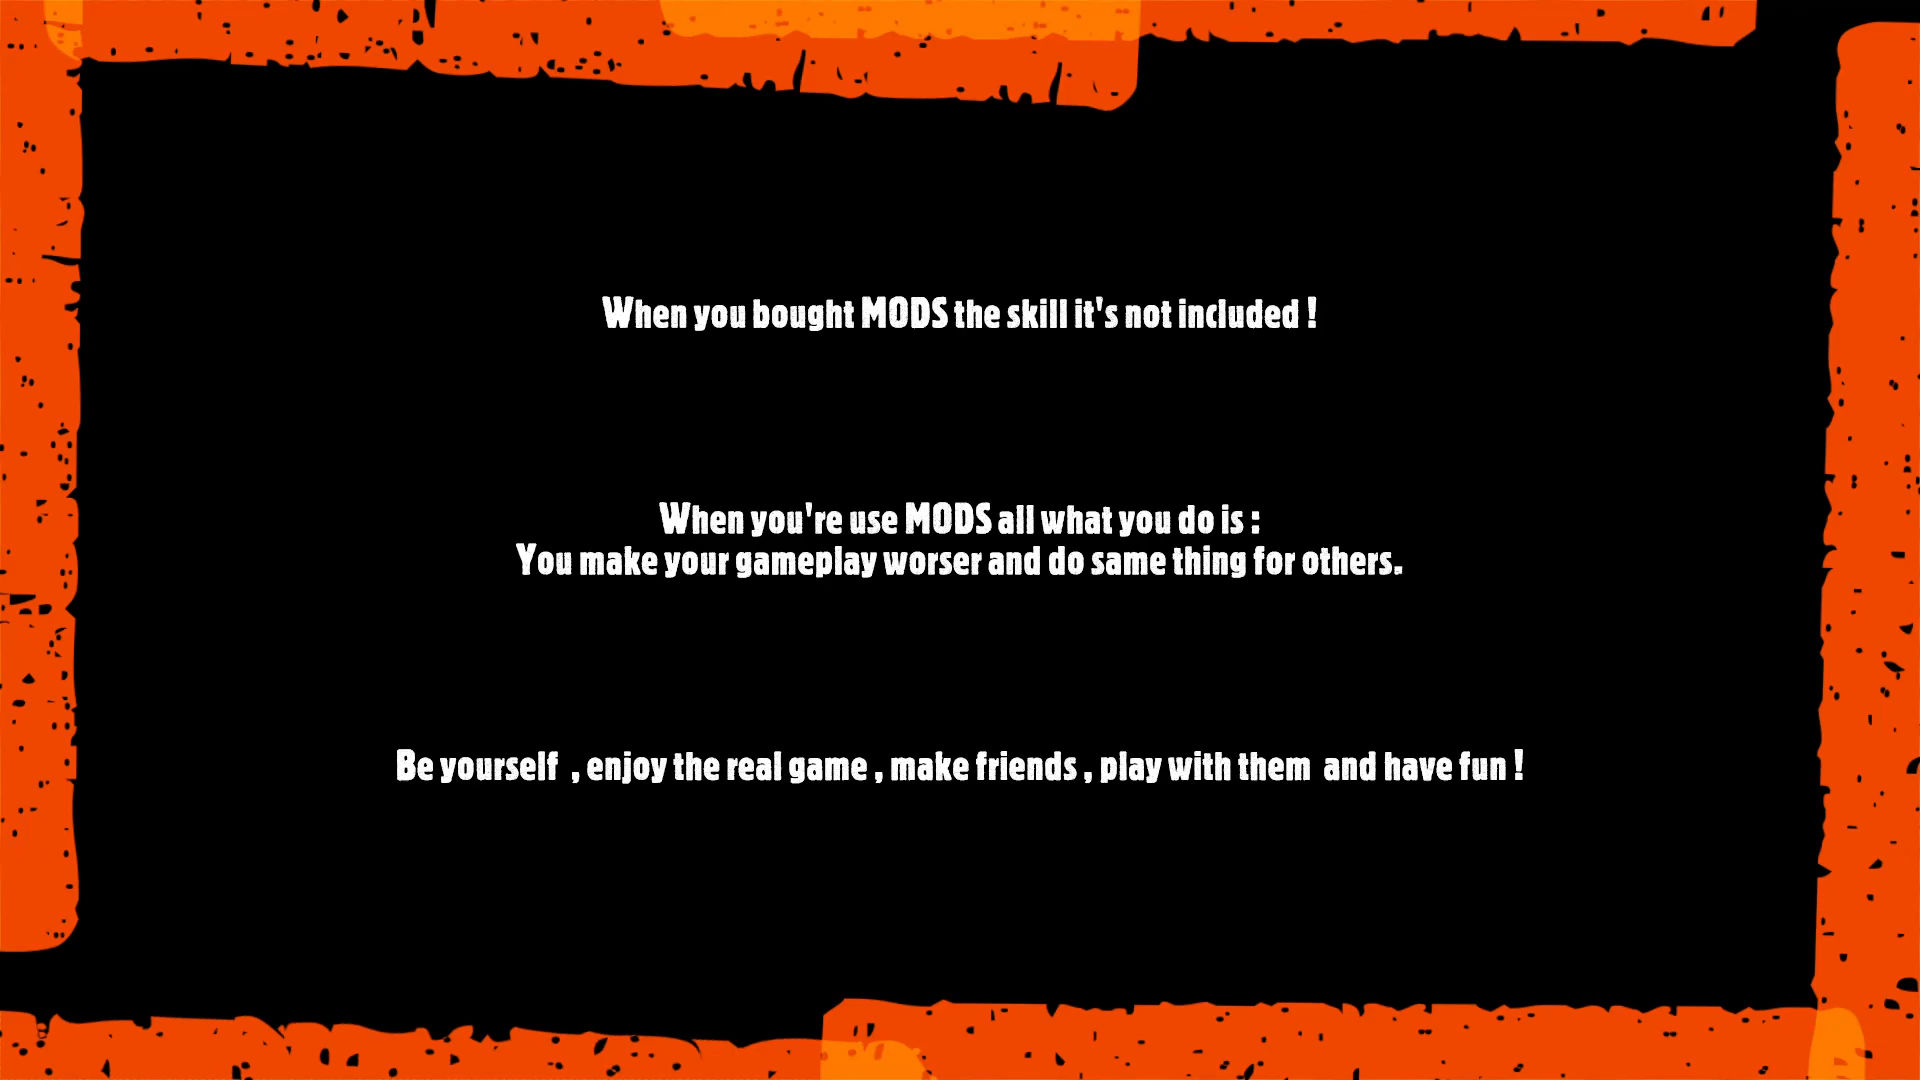 When you bought MODS the skill it's not included !
When you're use MODS all what you do is :
You make your gameplay worser and do same thing for others.
Be yourself , enjoy the real game , make friends , play with them and have fun !